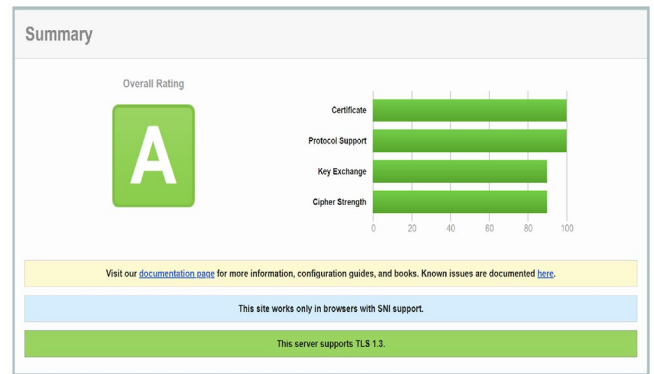 Summary
Overall Rating
A
Certificate
Protocol Support
Key Exchange
Cipher Strength
0 20 40 60 80 100
Visit our documentation page for more information, configuration guides, and books. Known issues are documented here.
This site works only in browsers with SNI support.
This server supports TLS 1.3.